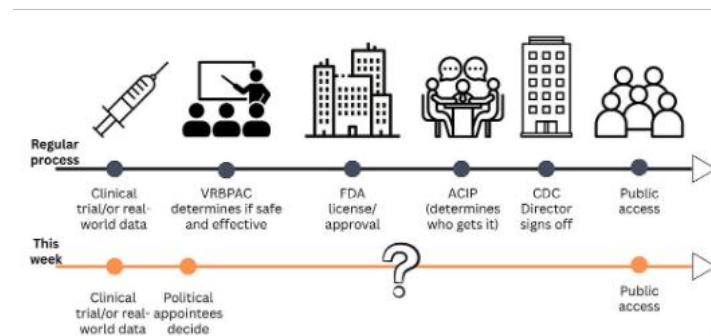 Regular
process
Clinical
trial/or real-
world data
VRBPAC
determines if safe
and effective
FDA
license/
approval
ACIP
(determines
who gets it)
CDC
Director
signs off
Public
access
This
week
?
Clinical
trial/or real-
world data
Political
appointees
decide
Public
access